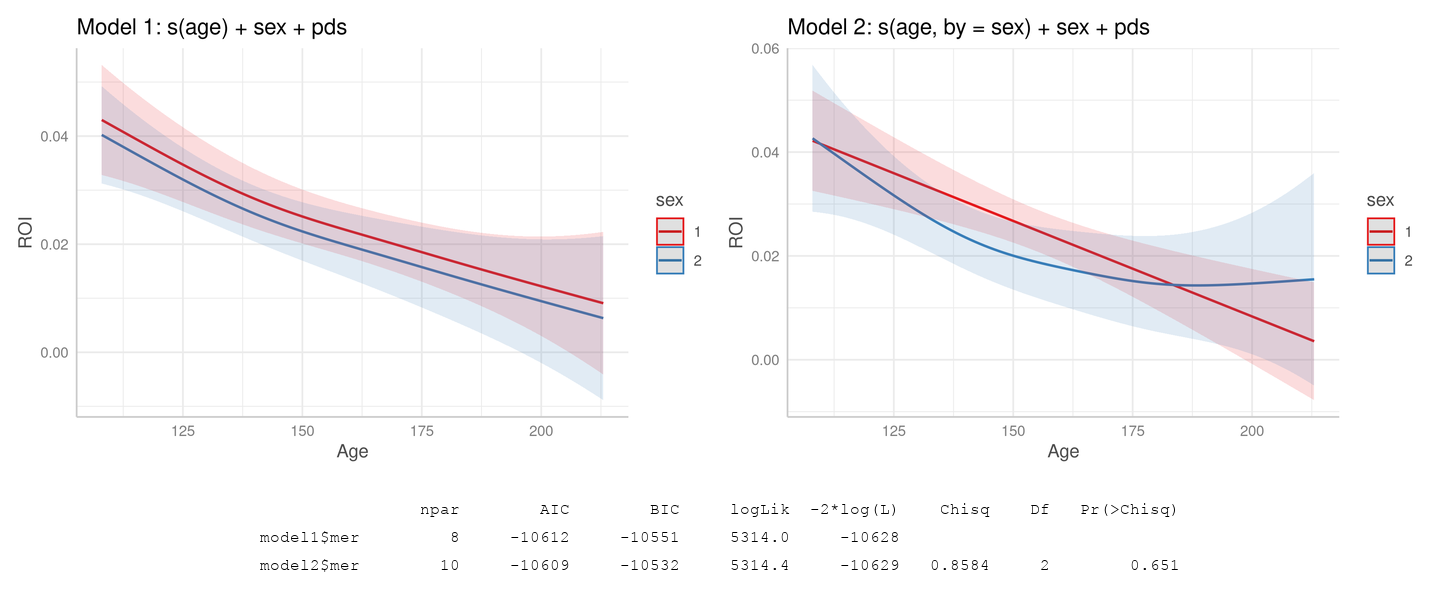 Model 1: s(age) + sex + pds
0.04
0.02
0.00
ROI
125 150 175 200
Age
sex
1
2
Model 2: s(age, by = sex) + sex + pds
0.06
0.04
0.02
0.00
ROI
125 150 175 200
Age
sex
1
2
npar AIC BIC logLik -2*log(L) Chisq Df Pr(>Chisq)
model1$mer 8 -10612 -10551 5314.0 -10628
model2$mer 10 -10609 -10532 5314.4 -10629 0.8584 2 0.651